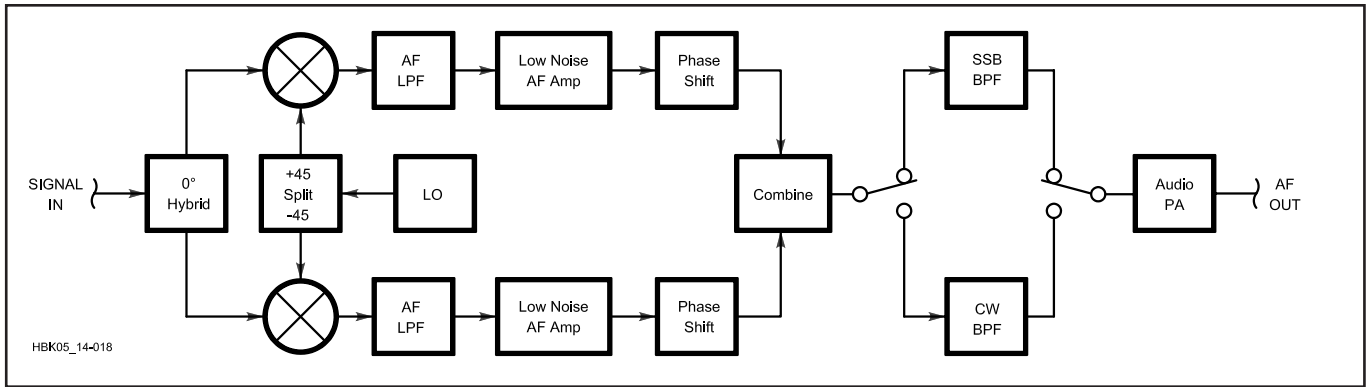 AF
LPF
Low Noise
AF Amp
Phase
Shift
SSB
BPF
SIGNAL
IN
0°
Hybrid
+45
Split
-45
LO
Combine
Audio
PA
AF
OUT
AF
LPF
Low Noise
AF Amp
Phase
Shift
CW
BPF
HBK05_14-018